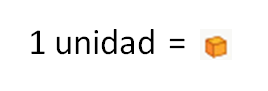 1 unidad =